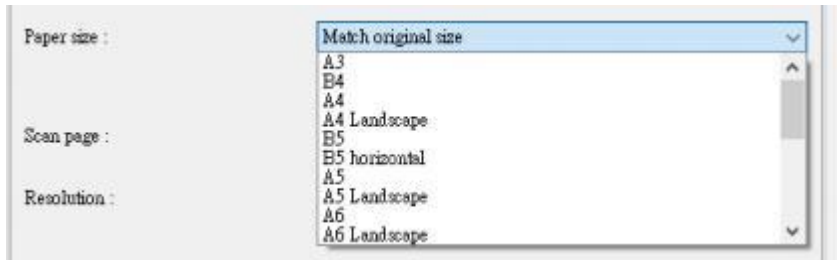 Paper size :
Match original size
A3
B4
A4
A4 Landscape
Scan page :
B5
B5 horizontal
A5
Resolution :
A5 Landscape
A6
A6 Landscape